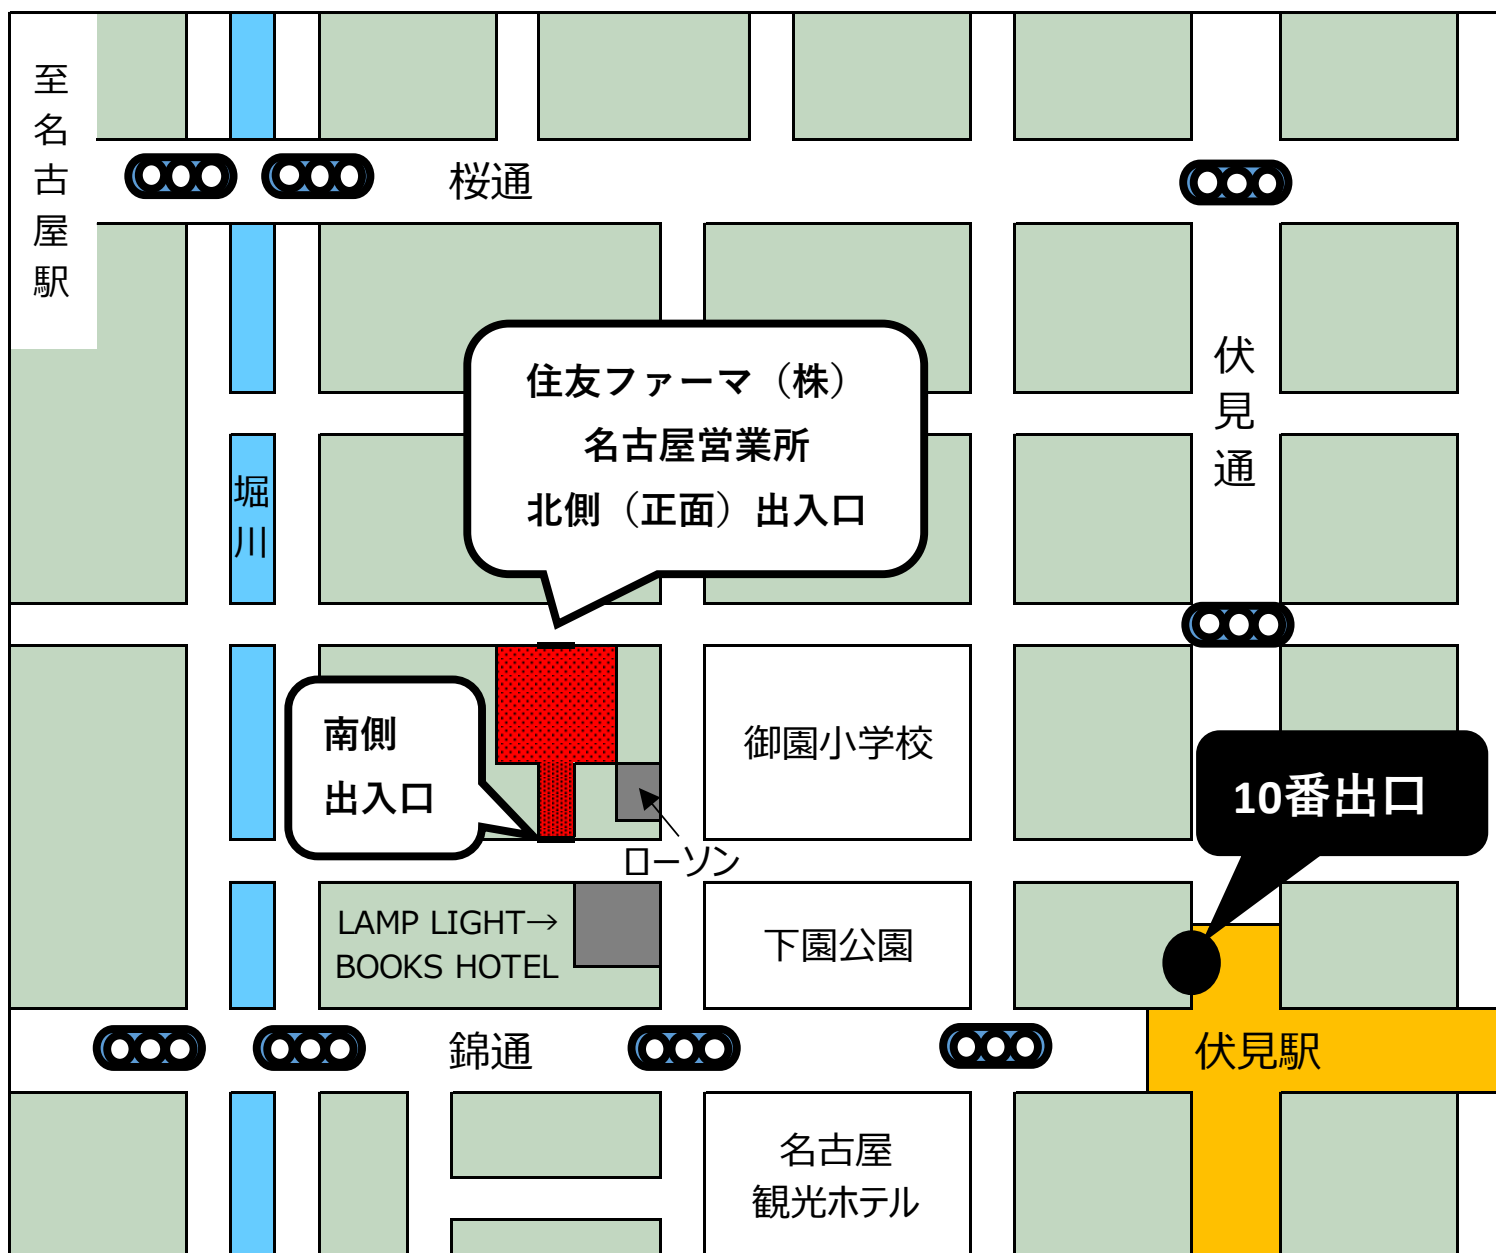 至名古屋駅
桜通
伏見通
住友ファーマ（株）
名古屋営業所
北側（正面）出入口
堀川
南側
出入口
御園小学校
10番出口
ローソン
LAMP LIGHT→
BOOKS HOTEL
下園公園
錦通
伏見駅
名古屋
観光ホテル